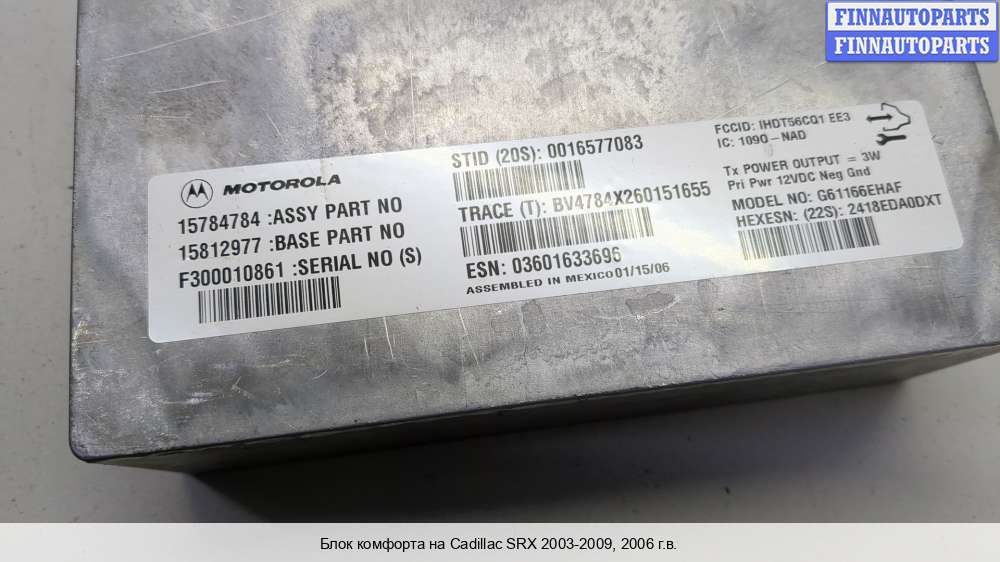 FINNAUTOPARTS
FINNAUTOPARTS
MOTOROLA
15784784 :ASSY PART NO
15812977 :BASE PART NO
F300010861 :SERIAL NO (S)
STID (20S): 0016577083
TRACE (T): BV4784X260151655
ESN: 03601633696
ASSEMBLED IN MEXICO 01/15/06
FCCID: IHDT56CQ1 EE3
IC: 109O-NAD
Tx POWER OUTPUT = 3W
Pri Pwr 12VDC Neg Gnd
MODEL NO: G61166EHAF
HEXESN: (22S): 2418EDA0DXT
Блок комфорта на Cadillac SRX 2003-2009, 2006 г.в.